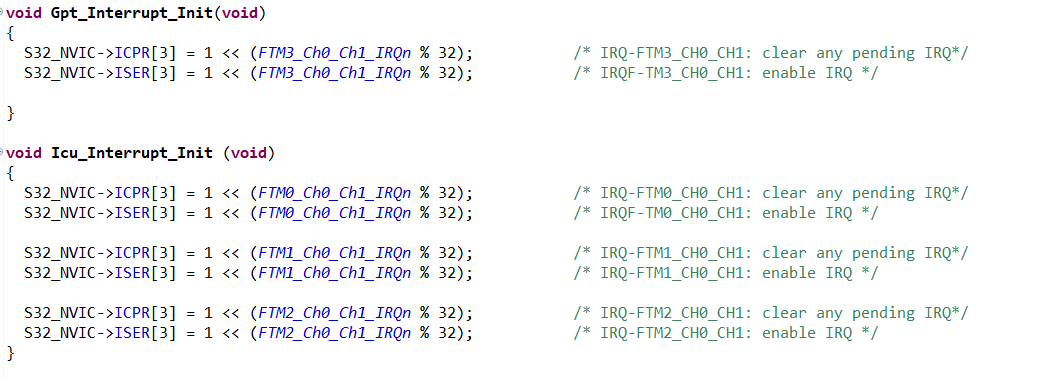 void Gpt_Interrupt_Init(void)
{
S32_NVIC->ICPR[3] = 1 << (FTM3_Ch0_Ch1_IRQn % 32); /* IRQ-FTM3_CH0_CH1: clear any pending IRQ*/
S32_NVIC->ISER[3] = 1 << (FTM3_Ch0_Ch1_IRQn % 32); /* IRQF-TM3_CH0_CH1: enable IRQ */
}
void Icu_Interrupt_Init (void)
{
S32_NVIC->ICPR[3] = 1 << (FTM0_Ch0_Ch1_IRQn % 32); /* IRQ-FTM0_CH0_CH1: clear any pending IRQ*/
S32_NVIC->ISER[3] = 1 << (FTM0_Ch0_Ch1_IRQn % 32); /* IRQF-TM0_CH0_CH1: enable IRQ */
S32_NVIC->ICPR[3] = 1 << (FTM1_Ch0_Ch1_IRQn % 32); /* IRQ-FTM1_CH0_CH1: clear any pending IRQ*/
S32_NVIC->ISER[3] = 1 << (FTM1_Ch0_Ch1_IRQn % 32); /* IRQ-FTM1_CH0_CH1: enable IRQ */
S32_NVIC->ICPR[3] = 1 << (FTM2_Ch0_Ch1_IRQn % 32); /* IRQ-FTM2_CH0_CH1: clear any pending IRQ*/
S32_NVIC->ISER[3] = 1 << (FTM2_Ch0_Ch1_IRQn % 32); /* IRQ-FTM2_CH0_CH1: enable IRQ */
}